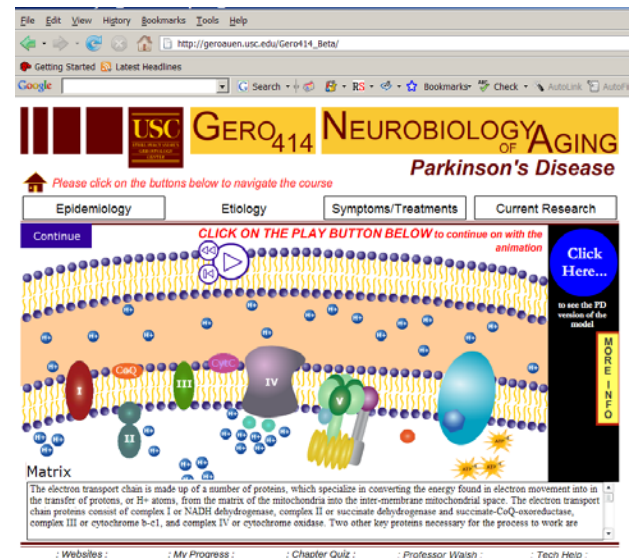 File Edit View History Bookmarks Tools Help
http://geroauen.usc.edu/Gero414_Beta/
Getting Started Latest Headlines
Google Search RS Bookmarks Check AutoLink AutoFi
USC GERO414 NEUROBIOLOGY OF AGING
Parkinson's Disease
Please click on the buttons below to navigate the course
Epidemiology Etiology Symptoms/Treatments Current Research
Continue
CLICK ON THE PLAY BUTTON BELOW to continue on with the
animation
Click
Here...
to see the PD
version of the
model
MORE INFO
H+ H+ H+ H+ H+ H+ H+ H+
I CoQ II III CytC IV V
ATP ATP ATP
Matrix
The electron transport chain is made up of a number of proteins, which specialize in converting the energy found in electron movement into in
the transfer of protons, or H+ atoms, from the matrix of the mitochondria into the inter-membrane mitochondrial space. The electron transport
chain proteins consist of complex I or NADH dehydrogenase, complex II or succinate dehydrogenase and succinate-CoQ-oxoreductase,
complex III or cytochrome b-c1, and complex IV or cytochrome oxidase. Two other key proteins necessary for the process to work are
: Websites : : My Progress : : Chapter Quiz : : Professor Walsh : : Tech Help :